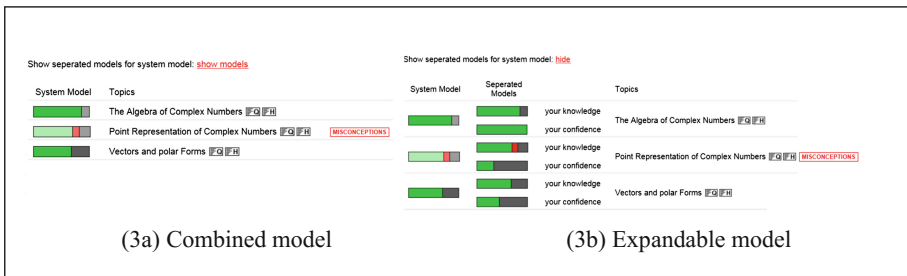 Show seperated models for system model: show models
System Model Topics
The Algebra of Complex Numbers FQ FH
Point Representation of Complex Numbers FQ FH MISCONCEPTIONS
Vectors and polar Forms FQ FH
(3a) Combined model
Show seperated models for system model: hide
System Model Seperated Models Topics
your knowledge
The Algebra of Complex Numbers FQ FH
your confidence
your knowledge
Point Representation of Complex Numbers FQ FH MISCONCEPTIONS
your confidence
your knowledge
Vectors and polar Forms FQ FH
your confidence
(3b) Expandable model